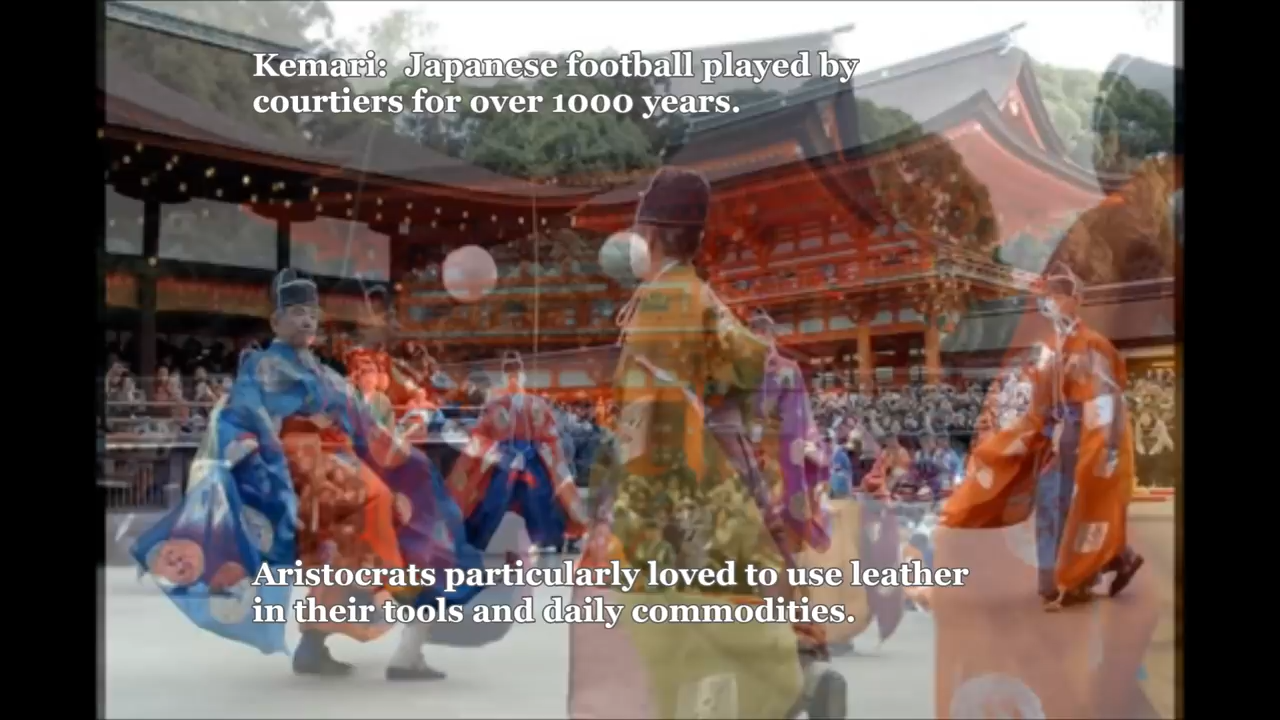 Kemari:  Japanese football played by
courtiers for over 1000 years.
Aristocrats particularly loved to use leather
in their tools and daily commodities.